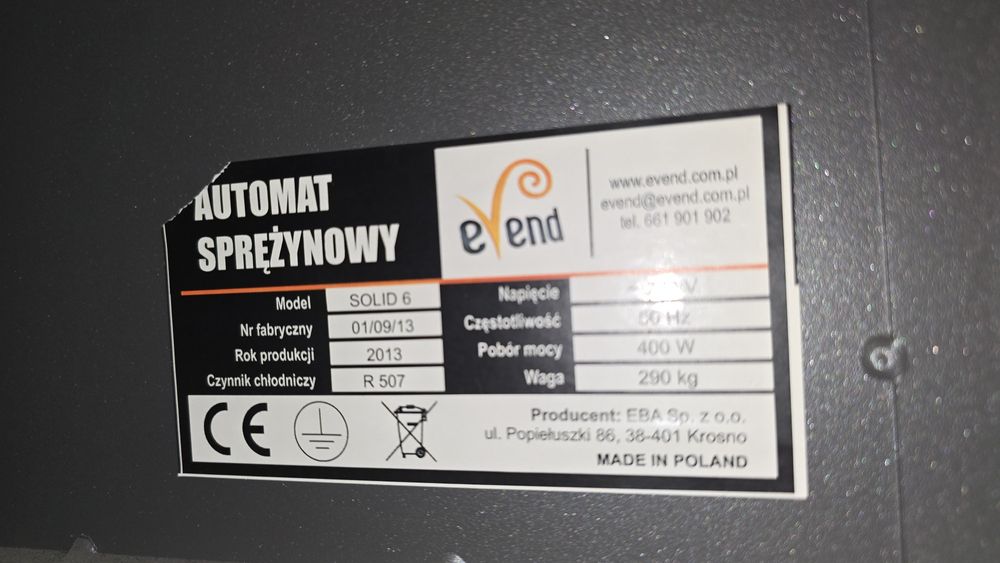 AUTOMAT
SPRĘŻYNOWY
evend
www.evend.com.pl
evend@evend.com.pl
tel. 661 901 902
Model SOLID 6
Nr fabryczny 01/09/13
Rok produkcji 2013
Czynnik chłodniczy R 507
Napięcie
Częstotliwość 50 Hz
Pobór mocy 400 W
Waga 290 kg
CE
Producent: EBA Sp. z o.o.
ul. Popiełuszki 86, 38-401 Krosno
MADE IN POLAND